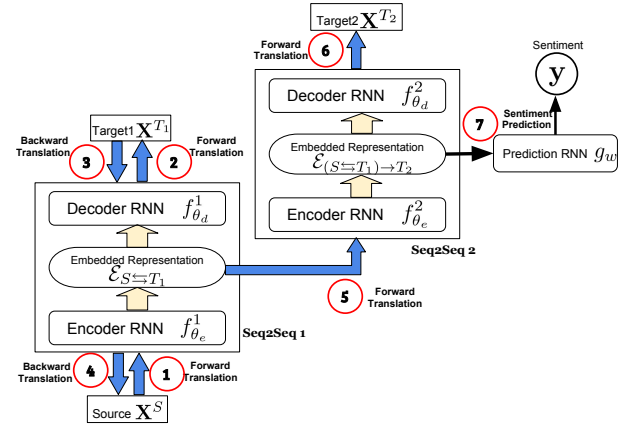 Target2 X^{T_2}
Forward
Translation
6
Sentiment
y
Decoder RNN f^2_{θ_d}
Embedded Representation
ℰ_{(S⇆T_1)→T_2}
Encoder RNN f^2_{θ_e}
Seq2Seq 2
7
Sentiment
Prediction
Prediction RNN g_w
Target1 X^{T_1}
Backward
Translation
3
2
Forward
Translation
Decoder RNN f^1_{θ_d}
Embedded Representation
ℰ_{S⇆T_1}
Encoder RNN f^1_{θ_e}
Seq2Seq 1
5
Forward
Translation
Backward
Translation
4
1
Forward
Translation
Source X^S